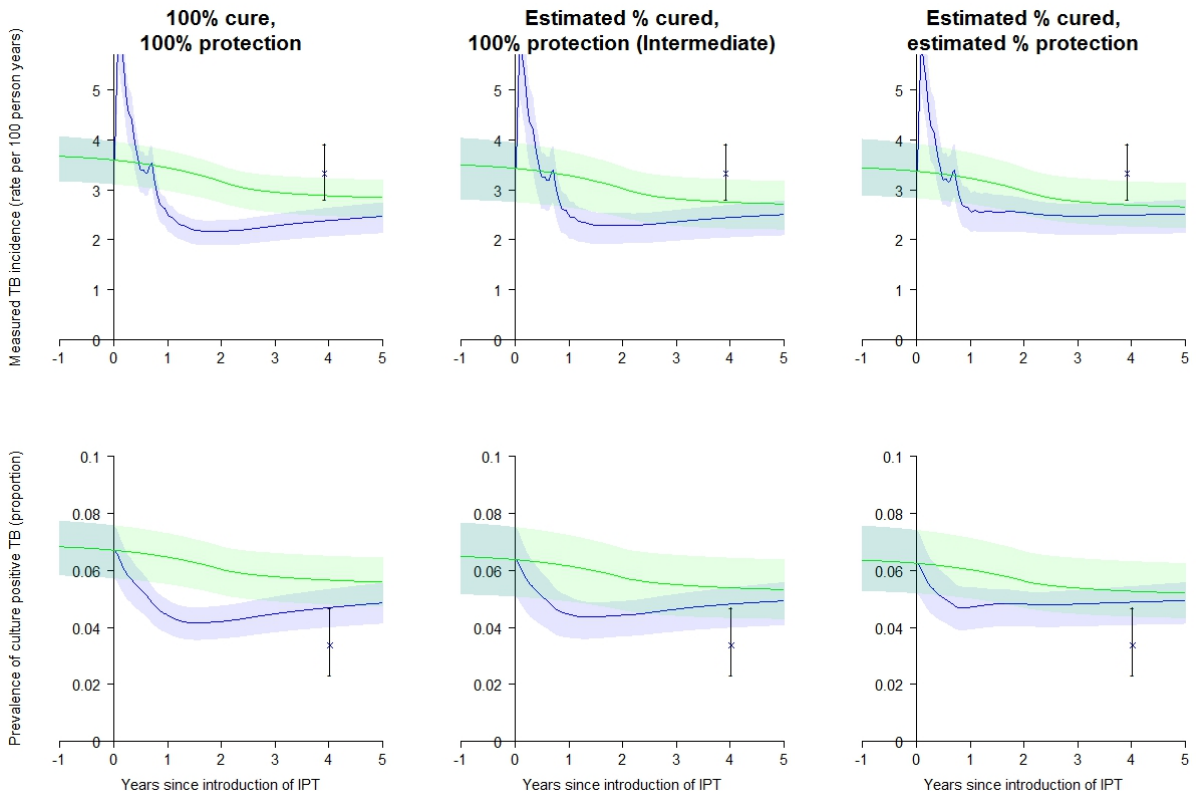 100% cure,
100% protection
Estimated % cured,
100% protection (Intermediate)
Estimated % cured,
estimated % protection
Measured TB incidence (rate per 100 person years)
5
4
3
2
1
0
-1 0 1 2 3 4 5
5
4
3
2
1
0
-1 0 1 2 3 4 5
5
4
3
2
1
0
-1 0 1 2 3 4 5
Prevalence of culture positive TB (proportion)
0.1
0.08
0.06
0.04
0.02
0
-1 0 1 2 3 4 5
Years since introduction of IPT
0.1
0.08
0.06
0.04
0.02
0
-1 0 1 2 3 4 5
Years since introduction of IPT
0.1
0.08
0.06
0.04
0.02
0
-1 0 1 2 3 4 5
Years since introduction of IPT